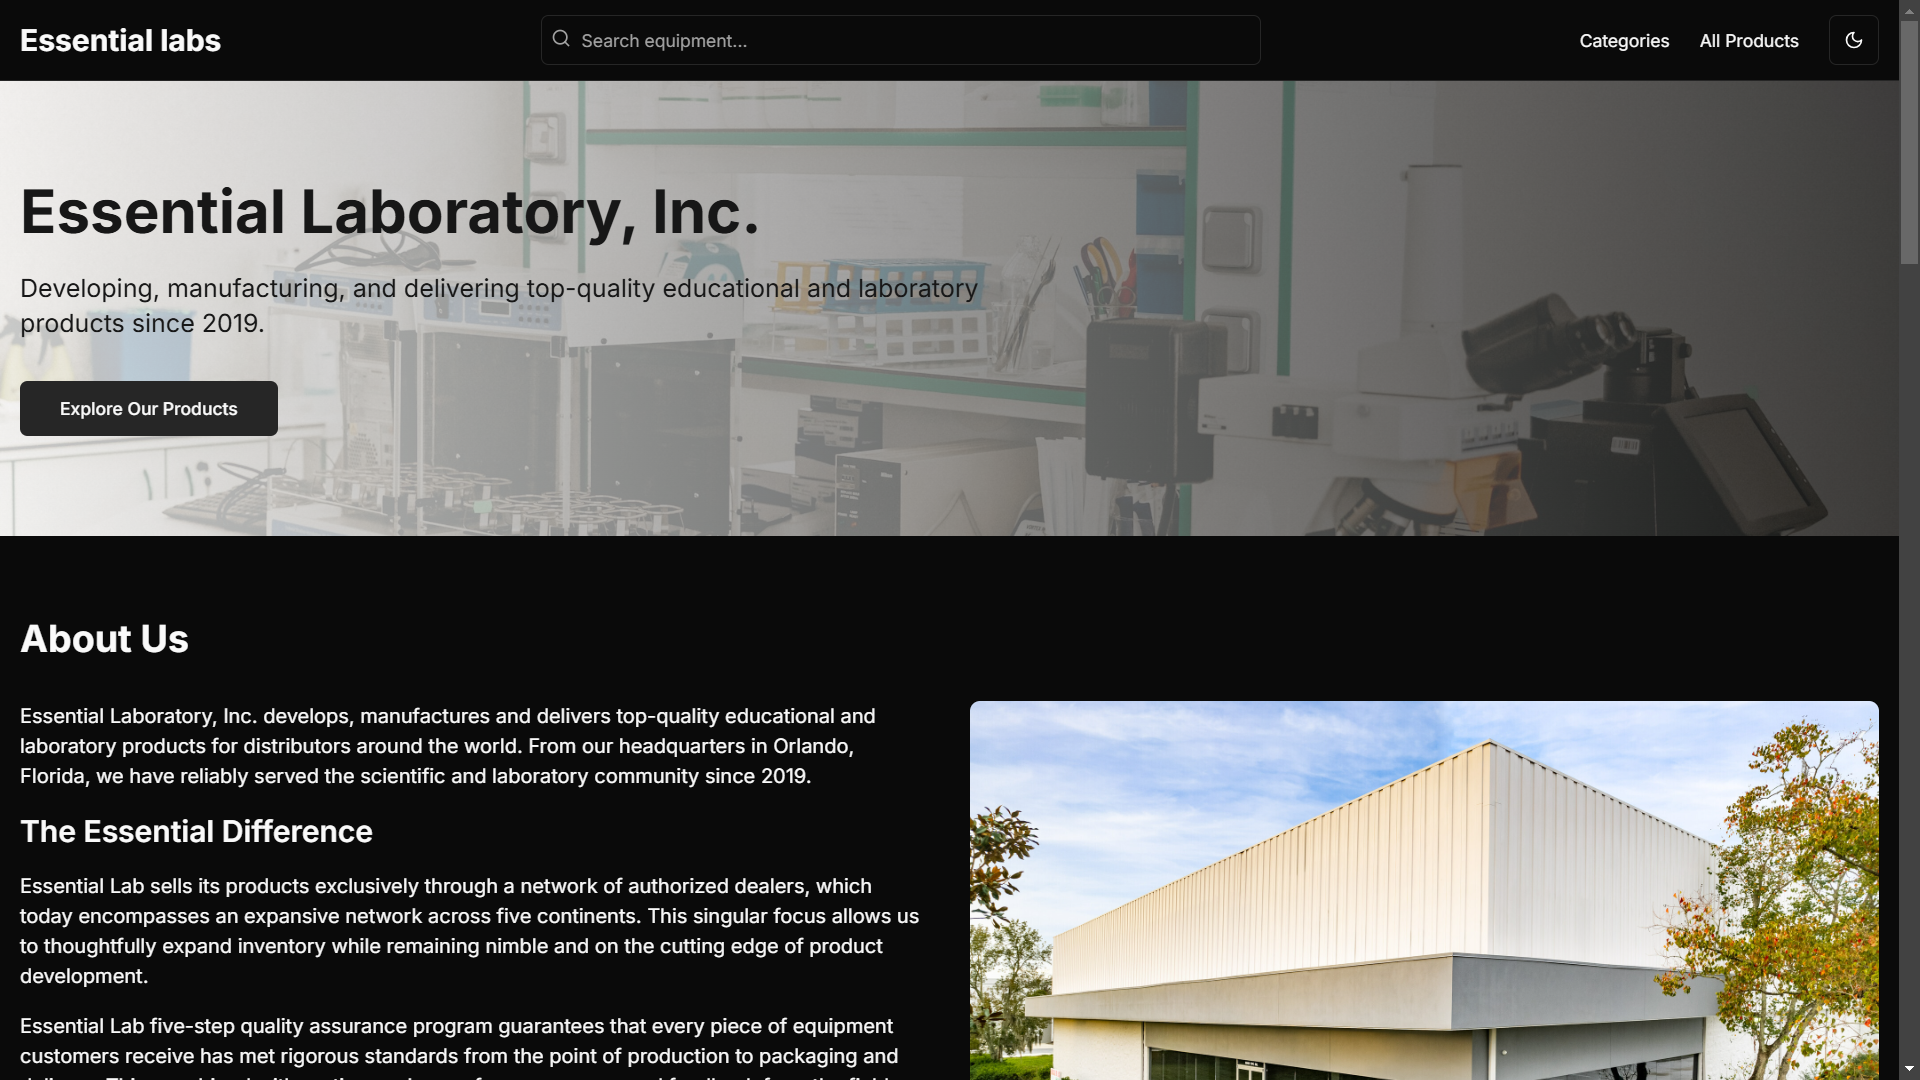 Essential labs
Search equipment...
Categories
All Products
Essential Laboratory, Inc.
Developing, manufacturing, and delivering top-quality educational and laboratory
products since 2019.
Explore Our Products
About Us
Essential Laboratory, Inc. develops, manufactures and delivers top-quality educational and
laboratory products for distributors around the world. From our headquarters in Orlando,
Florida, we have reliably served the scientific and laboratory community since 2019.
The Essential Difference
Essential Lab sells its products exclusively through a network of authorized dealers, which
today encompasses an expansive network across five continents. This singular focus allows us
to thoughtfully expand inventory while remaining nimble and on the cutting edge of product
development.
Essential Lab five-step quality assurance program guarantees that every piece of equipment
customers receive has met rigorous standards from the point of production to packaging and